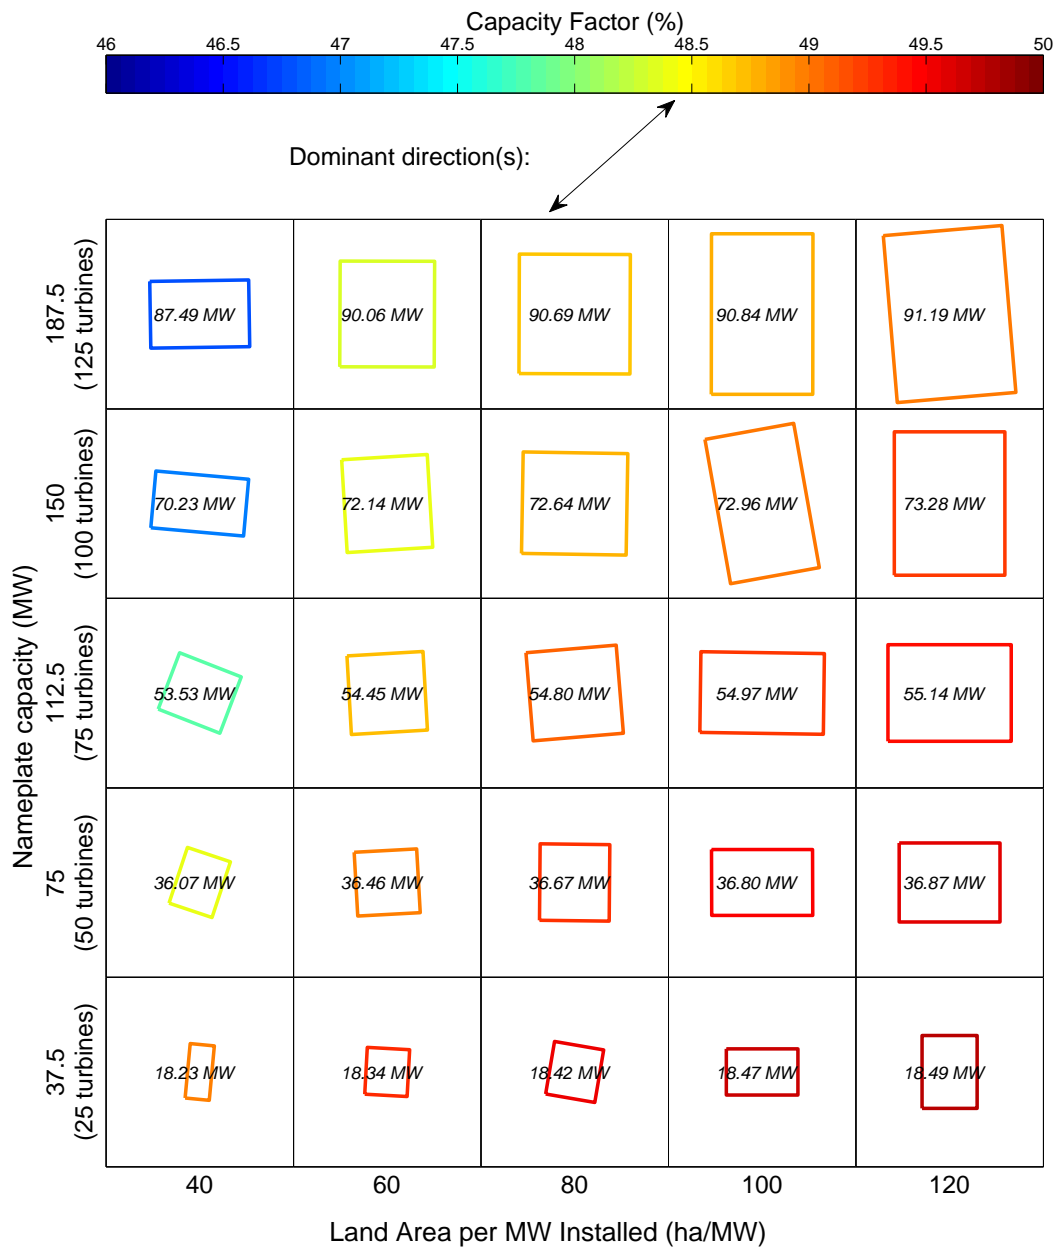 Capacity Factor (%)
46 46.5 47 47.5 48 48.5 49 49.5 50
Dominant direction(s):
Nameplate capacity (MW)
187.5
(125 turbines)
87.49 MW 90.06 MW 90.69 MW 90.84 MW 91.19 MW
150
(100 turbines)
70.23 MW 72.14 MW 72.64 MW 72.96 MW 73.28 MW
112.5
(75 turbines)
53.53 MW 54.45 MW 54.80 MW 54.97 MW 55.14 MW
75
(50 turbines)
36.07 MW 36.46 MW 36.67 MW 36.80 MW 36.87 MW
37.5
(25 turbines)
18.23 MW 18.34 MW 18.42 MW 18.47 MW 18.49 MW
40 60 80 100 120
Land Area per MW Installed (ha/MW)